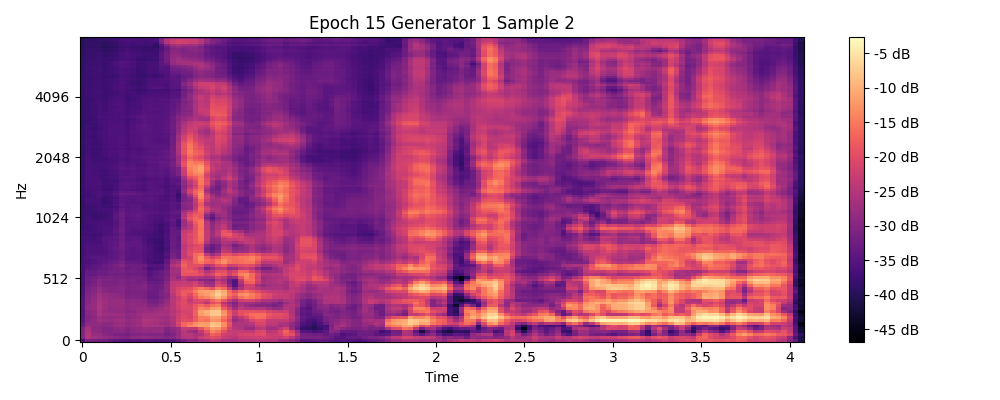 Epoch 15 Generator 1 Sample 2
Hz
4096
2048
1024
512
0
0
0.5
1
1.5
2
2.5
3
3.5
4
Time
-5 dB
-10 dB
-15 dB
-20 dB
-25 dB
-30 dB
-35 dB
-40 dB
-45 dB